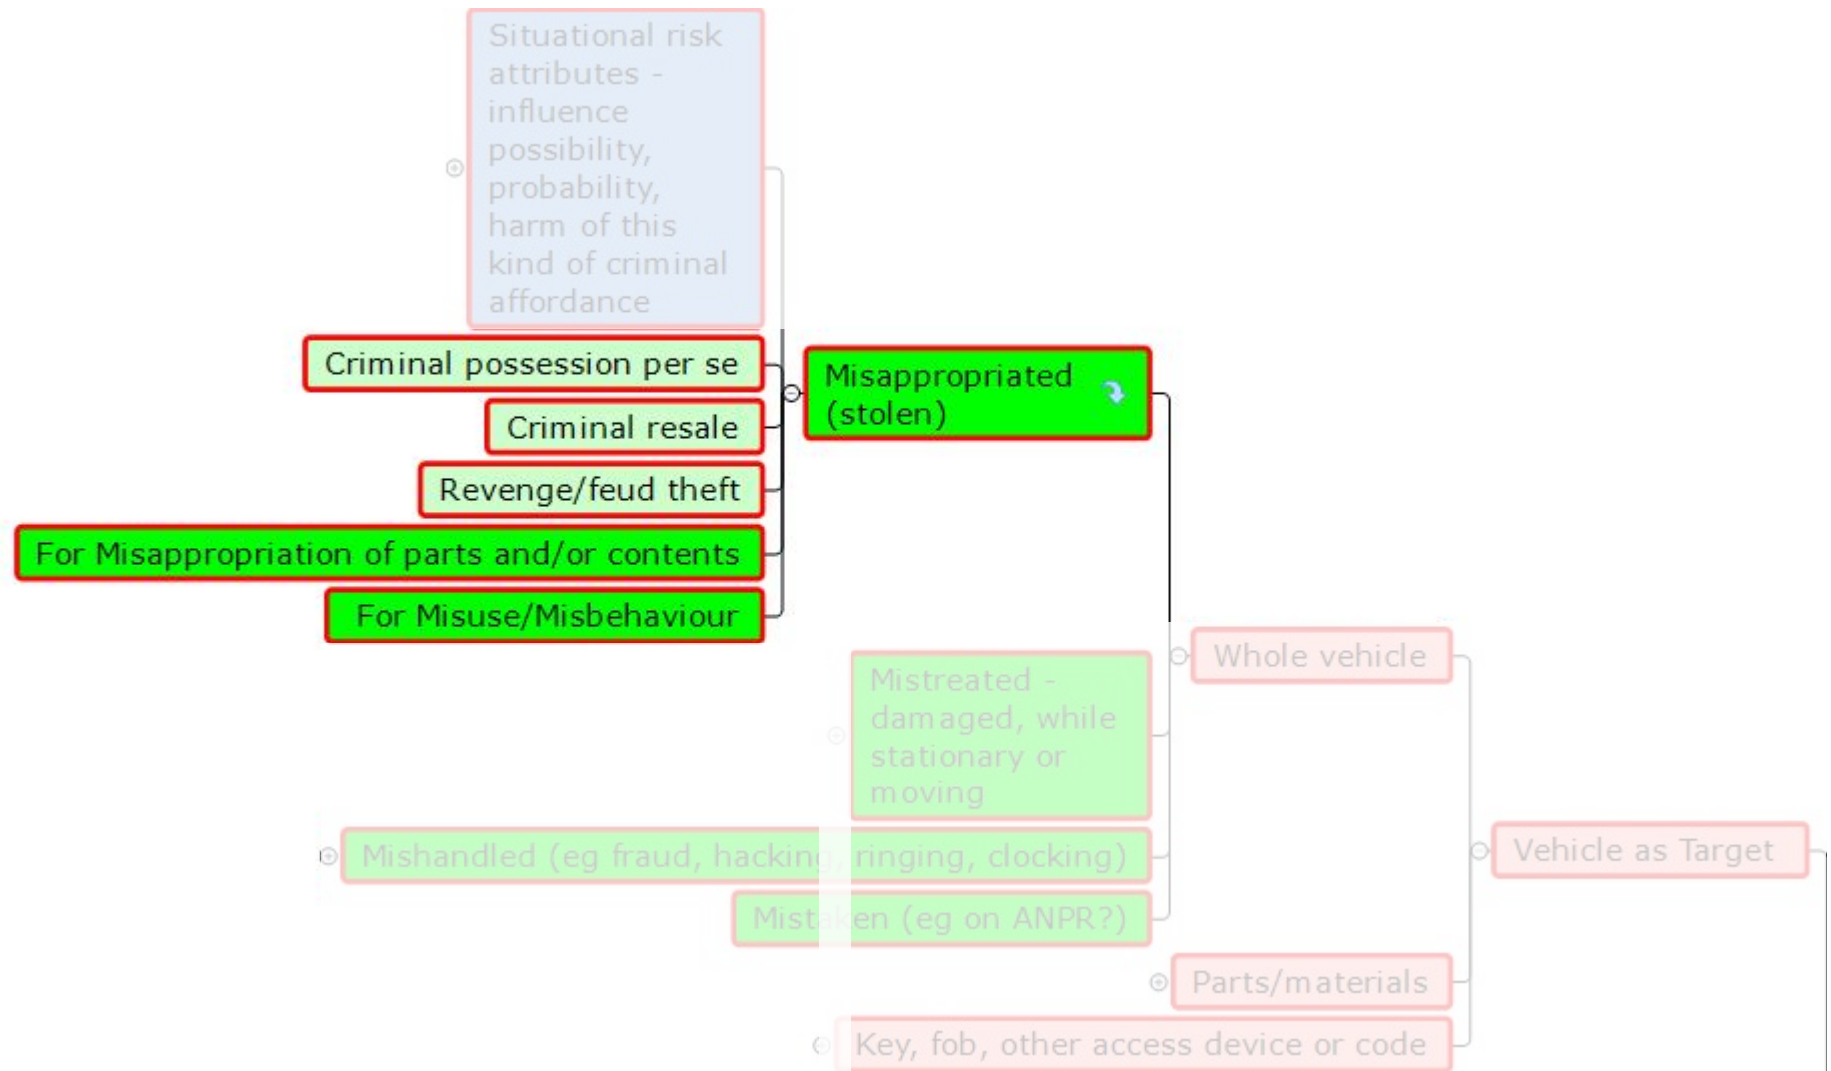 Situational risk
attributes -
influence
possibility,
probability,
harm of this
kind of criminal
affordance
Criminal possession per se
Criminal resale
Revenge/feud theft
For Misappropriation of parts and/or contents
For Misuse/Misbehaviour
Misappropriated
(stolen)
Mistreated -
damaged, while
stationary or
moving
Mishandled (eg fraud, hacking, ringing, clocking)
Mistaken (eg on ANPR?)
Whole vehicle
Parts/materials
Key, fob, other access device or code
Vehicle as Target